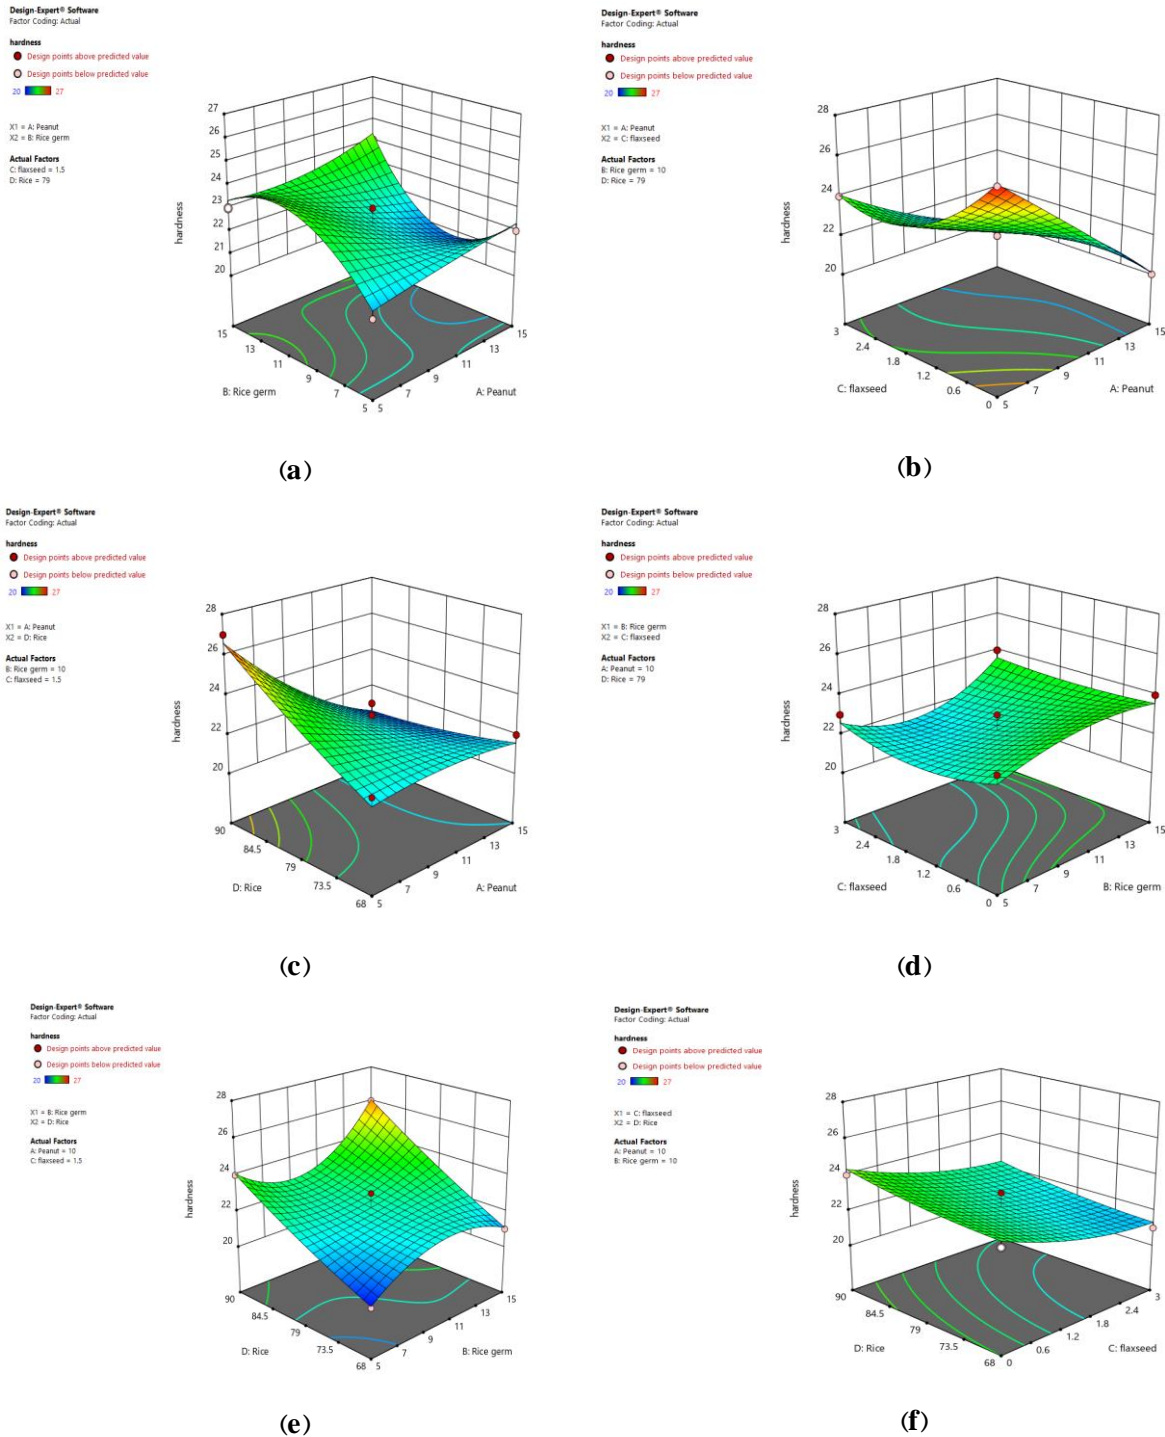 Design-Expert® Software
Factor Coding: Actual
hardness
Design points above predicted value
Design points below predicted value
20 27
X1 = A: Peanut
X2 = B: Rice germ
Actual Factors
C: flaxseed = 1.5
D: Rice = 79
27
26
25
24
23
22
21
20
hardness
15
13
11
9
7
5
B: Rice germ
5
7
9
11
13
15
A: Peanut
(a)
Design-Expert® Software
Factor Coding: Actual
hardness
Design points above predicted value
Design points below predicted value
20 27
X1 = A: Peanut
X2 = C: flaxseed
Actual Factors
B: Rice germ = 10
D: Rice = 79
28
26
24
22
20
hardness
3
2.4
1.8
1.2
0.6
0
C: flaxseed
5
7
9
11
13
15
A: Peanut
(b)
Design-Expert® Software
Factor Coding: Actual
hardness
Design points above predicted value
Design points below predicted value
20 27
X1 = A: Peanut
X2 = D: Rice
Actual Factors
B: Rice germ = 10
C: flaxseed = 1.5
28
26
24
22
20
hardness
90
84.5
79
73.5
68
D: Rice
5
7
9
11
13
15
A: Peanut
(c)
Design-Expert® Software
Factor Coding: Actual
hardness
Design points above predicted value
Design points below predicted value
20 27
X1 = B: Rice germ
X2 = C: flaxseed
Actual Factors
A: Peanut = 10
D: Rice = 79
28
26
24
22
20
hardness
3
2.4
1.8
1.2
0.6
0
C: flaxseed
5
7
9
11
13
15
B: Rice germ
(d)
Design-Expert® Software
Factor Coding: Actual
hardness
Design points above predicted value
Design points below predicted value
20 27
X1 = B: Rice germ
X2 = D: Rice
Actual Factors
A: Peanut = 10
C: flaxseed = 1.5
28
26
24
22
20
hardness
90
84.5
79
73.5
68
D: Rice
5
7
9
11
13
15
B: Rice germ
(e)
Design-Expert® Software
Factor Coding: Actual
hardness
Design points above predicted value
Design points below predicted value
20 27
X1 = C: flaxseed
X2 = D: Rice
Actual Factors
A: Peanut = 10
B: Rice germ = 10
28
26
24
22
20
hardness
90
84.5
79
73.5
68
D: Rice
0
0.6
1.2
1.8
2.4
3
C: flaxseed
(f)